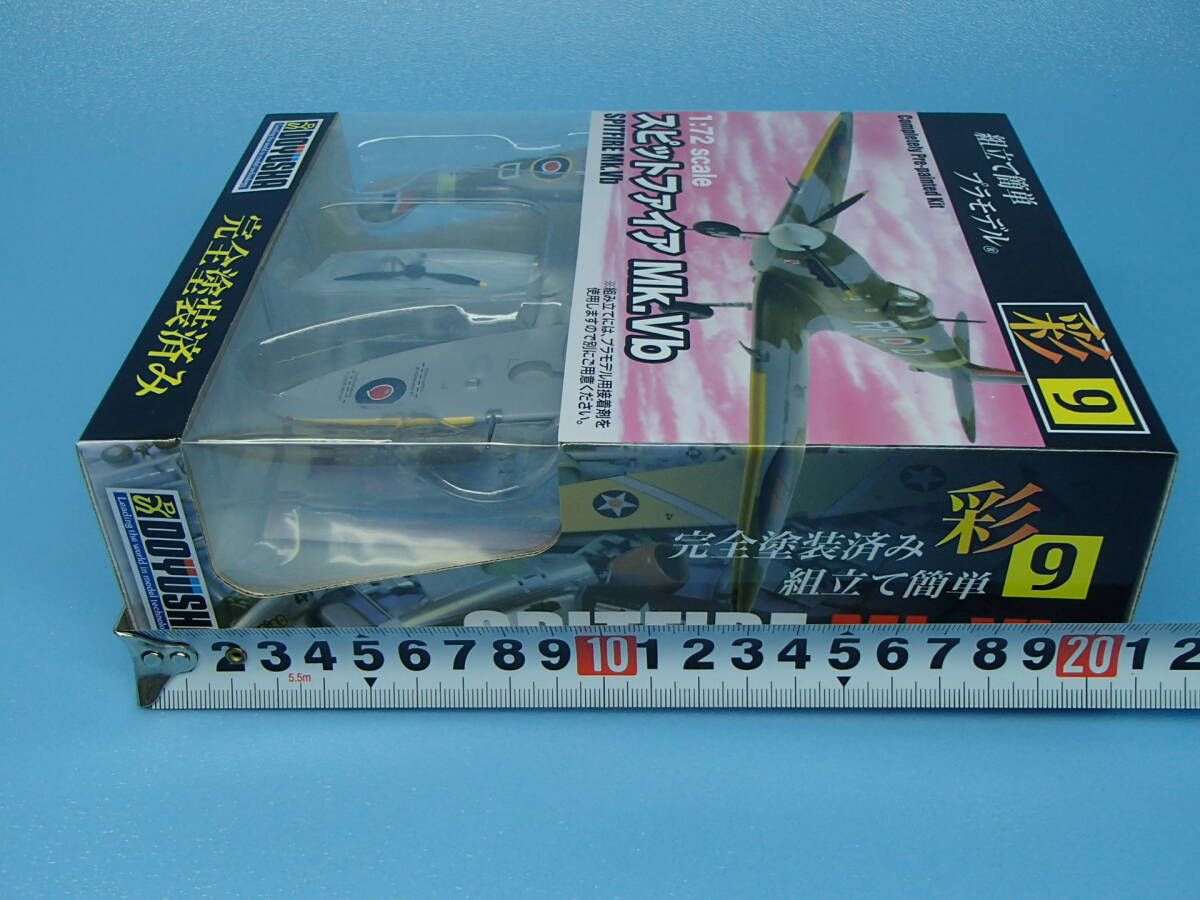 DOYUSHA
完全塗装済み
1:72 scale
スピットファイア Mk.Vb
SPITFIRE Mk.Vb
※組み立てには、プラモデル用接着剤を
使用しますので別にご用意ください。
Completely Pre-painted Kit
組立て簡単
プラモデル®
彩 9
DOYUSH
Leading the world in model technolo
完全塗装済み
組立て簡単
彩 9
SPITFIRE
2 3 4 5 6 7 8 9 10 1 2 3 4 5 6 7 8 9 20 1 2
5.5m